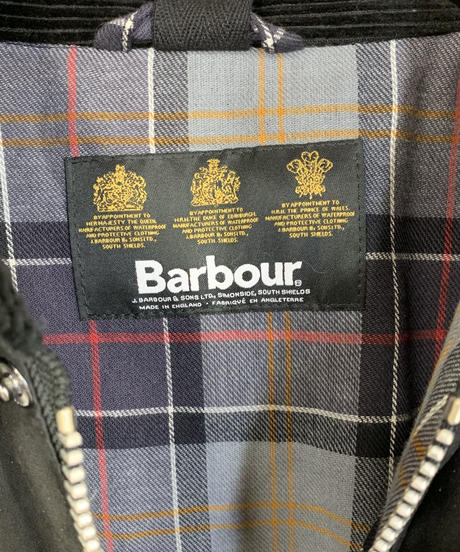 BY APPOINTMENT TO
HER MAJESTY THE QUEEN
MANUFACTURERS OF WATERPROOF
AND PROTECTIVE CLOTHING
J. BARBOUR & SONS LTD.,
SOUTH SHIELDS.
BY APPOINTMENT TO
H.R.H. THE DUKE OF EDINBURGH
MANUFACTURERS OF WATERPROOF
AND PROTECTIVE CLOTHING
J. BARBOUR & SONS LTD.,
SOUTH SHIELDS.
BY APPOINTMENT TO
H.R.H. THE PRINCE OF WALES.
MANUFACTURERS OF WATERPROOF
AND PROTECTIVE CLOTHING
J. BARBOUR & SONS LTD.,
SOUTH SHIELDS.
Barbour®
J. BARBOUR & SONS LTD., SIMONSIDE, SOUTH SHIELDS
MADE IN ENGLAND - FABRIQUÉ EN ANGLETERRE